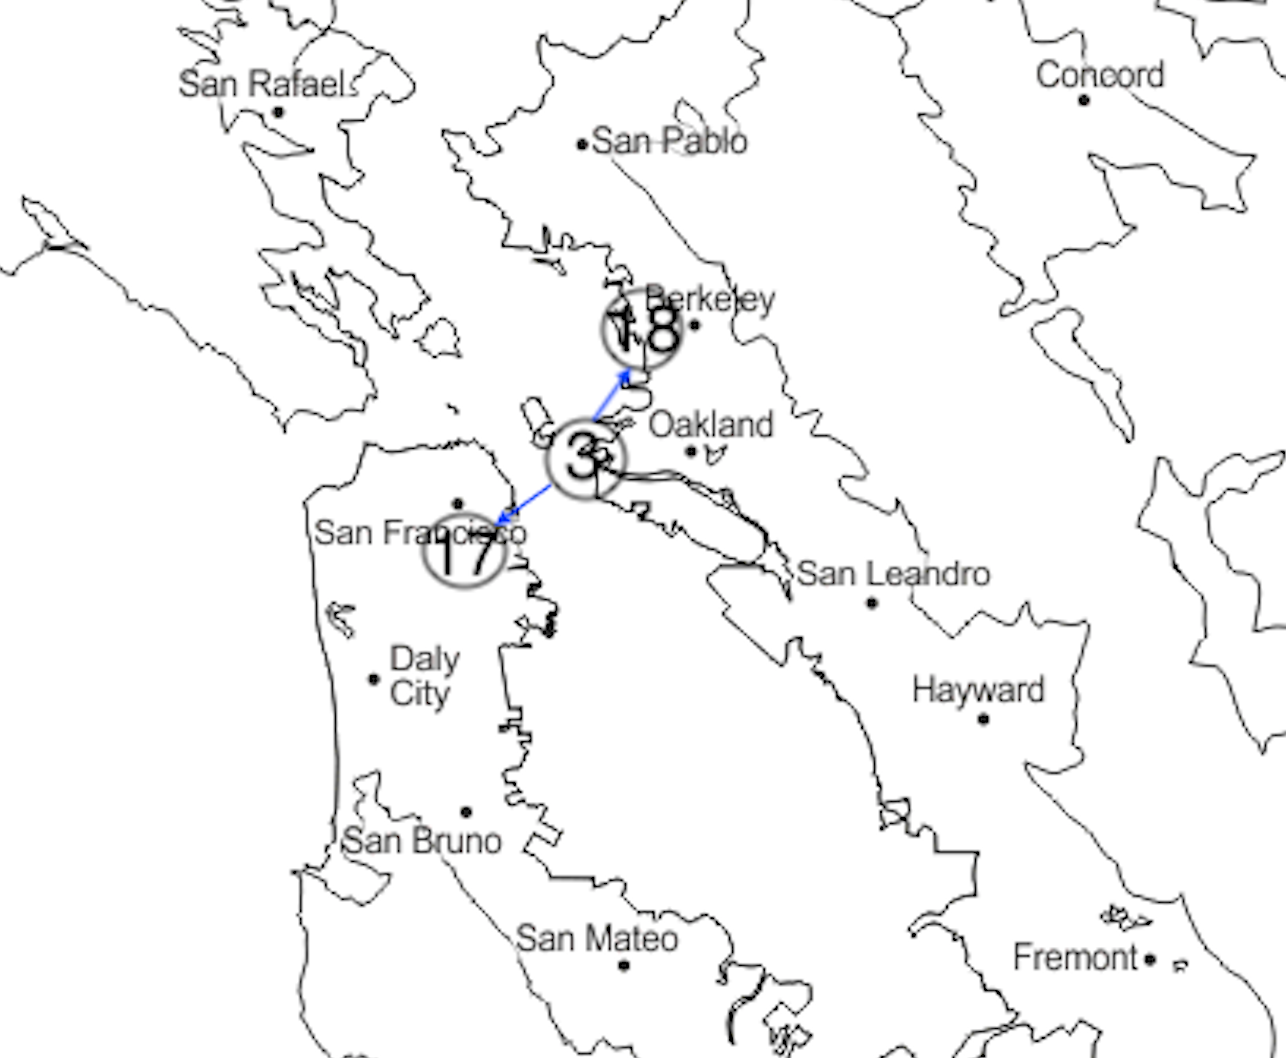 San Rafael
Concord
San Pablo
Berkeley
18
Oakland
3
San Francisco
17
San Leandro
Daly
City
Hayward
San Bruno
San Mateo
Fremont